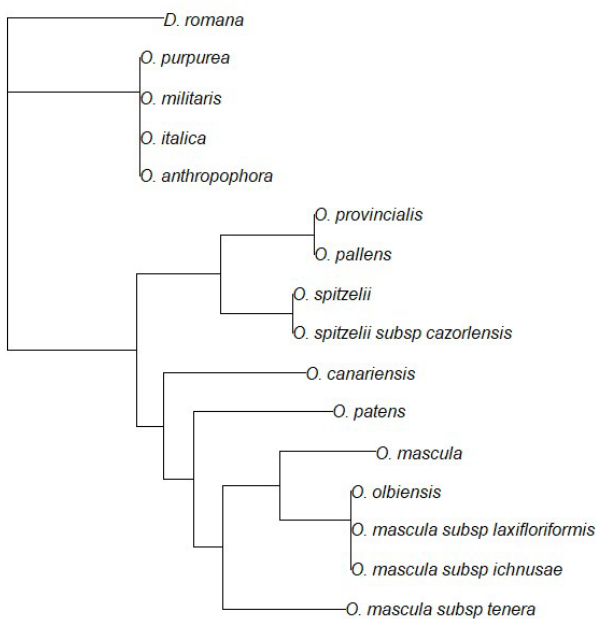 D. romana
O. purpurea
O. militaris
O. italica
O. anthropophora
O. provincialis
O. pallens
O. spitzelii
O. spitzelii subsp cazorlensis
O. canariensis
O. patens
O. mascula
O. olbiensis
O. mascula subsp laxifloriformis
O. mascula subsp ichnusae
O. mascula subsp tenera